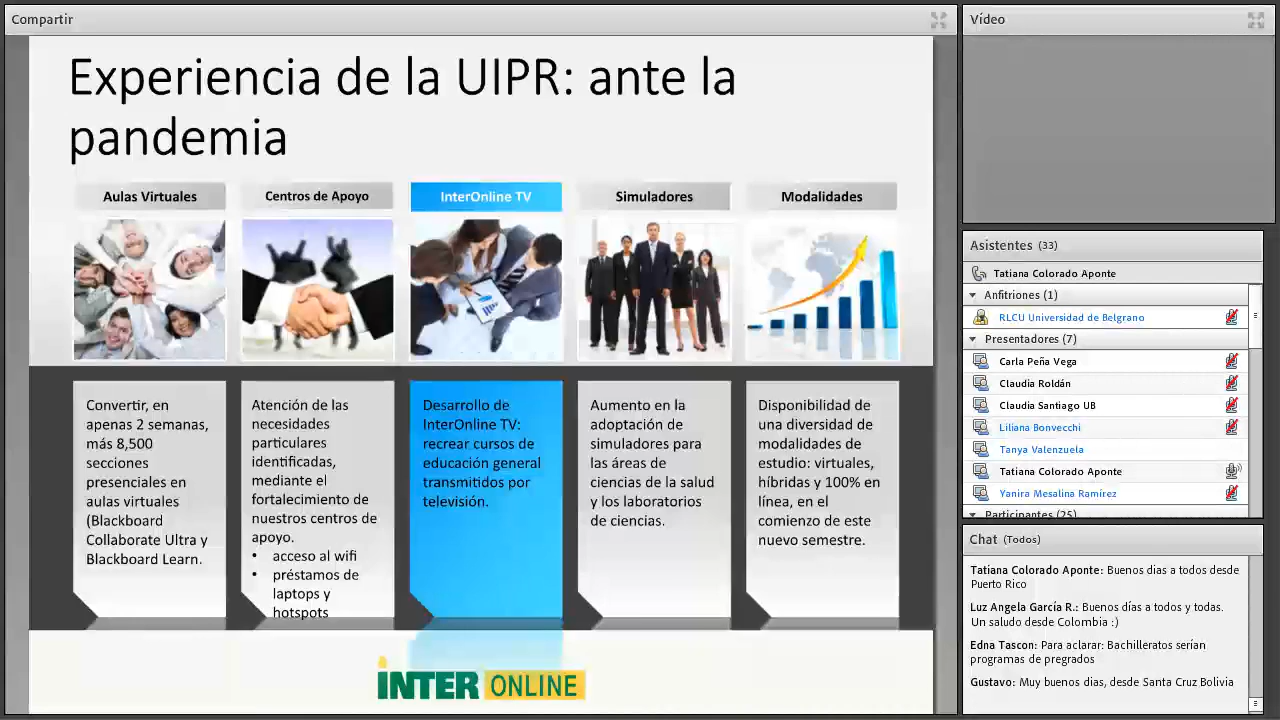 Compartir
Experiencia de la UIPR: ante la
pandemia
Aulas Virtuales
Centros de Apoyo
InterOnline TV
Simuladores
Modalidades
Convertir, en
apenas 2 semanas,
más 8,500
secciones
presenciales en
aulas virtuales
(Blackboard
Collaborate Ultra y
Blackboard Learn.
Atención de las
necesidades
particulares
identificadas,
mediante el
fortalecimiento de
nuestros centros de
apoyo.
• acceso al wifi
• préstamos de
laptops y
hotspots
Desarrollo de
InterOnline TV:
recrear cursos de
educación general
transmitidos por
televisión.
Aumento en la
adopción de
simuladores para
las áreas de
ciencias de la salud
y los laboratorios
de ciencias.
Disponibilidad de
una diversidad de
modalidades de
estudio: virtuales,
híbridas y 100% en
línea, en el
comienzo de este
nuevo semestre.
INTER ONLINE
Vídeo
Asistentes (33)
Tatiana Colorado Aponte
Anfitriones (1)
RLCU Universidad de Belgrano
Presentadores (7)
Carla Peña Vega
Claudia Roldán
Claudia Santiago UB
Liliana Bonvecchi
Tanya Valenzuela
Tatiana Colorado Aponte
Yanira Mesalina Ramírez
Participantes (25)
Chat (Todos)
Tatiana Colorado Aponte: Buenos dias a todos desde
Puerto Rico
Luz Angela García R.: Buenos días a todos y todas.
Un saludo desde Colombia :)
Edna Tascon: Para aclarar: Bachilleratos serían
programas de pregrados
Gustavo: Muy buenos dias, desde Santa Cruz Bolivia